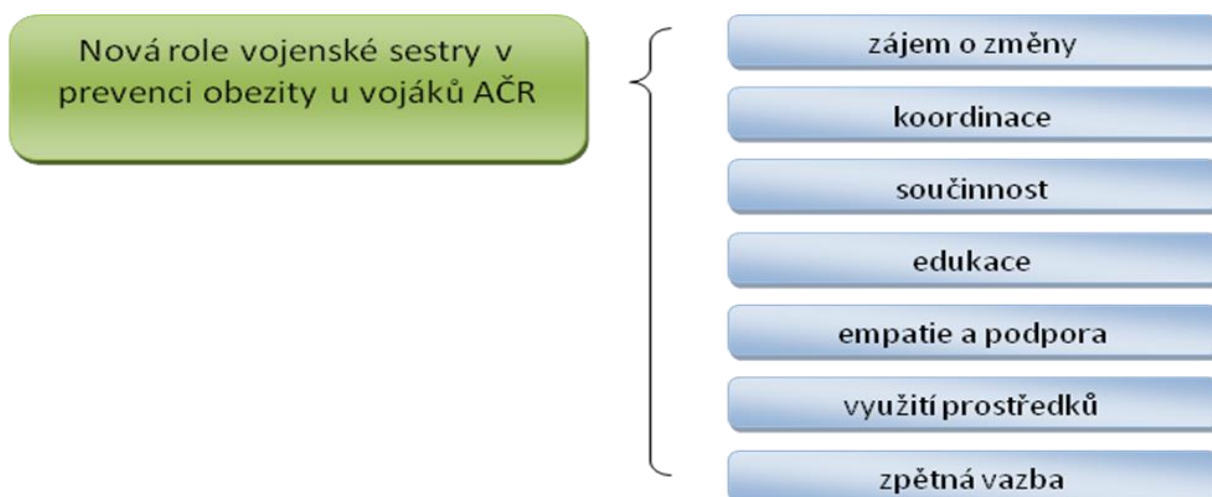 Nová role vojenské sestry v
prevenci obezity u vojáků AČR
zájem o změny
koordinace
součinnost
edukace
empatie a podpora
využití prostředků
zpětná vazba